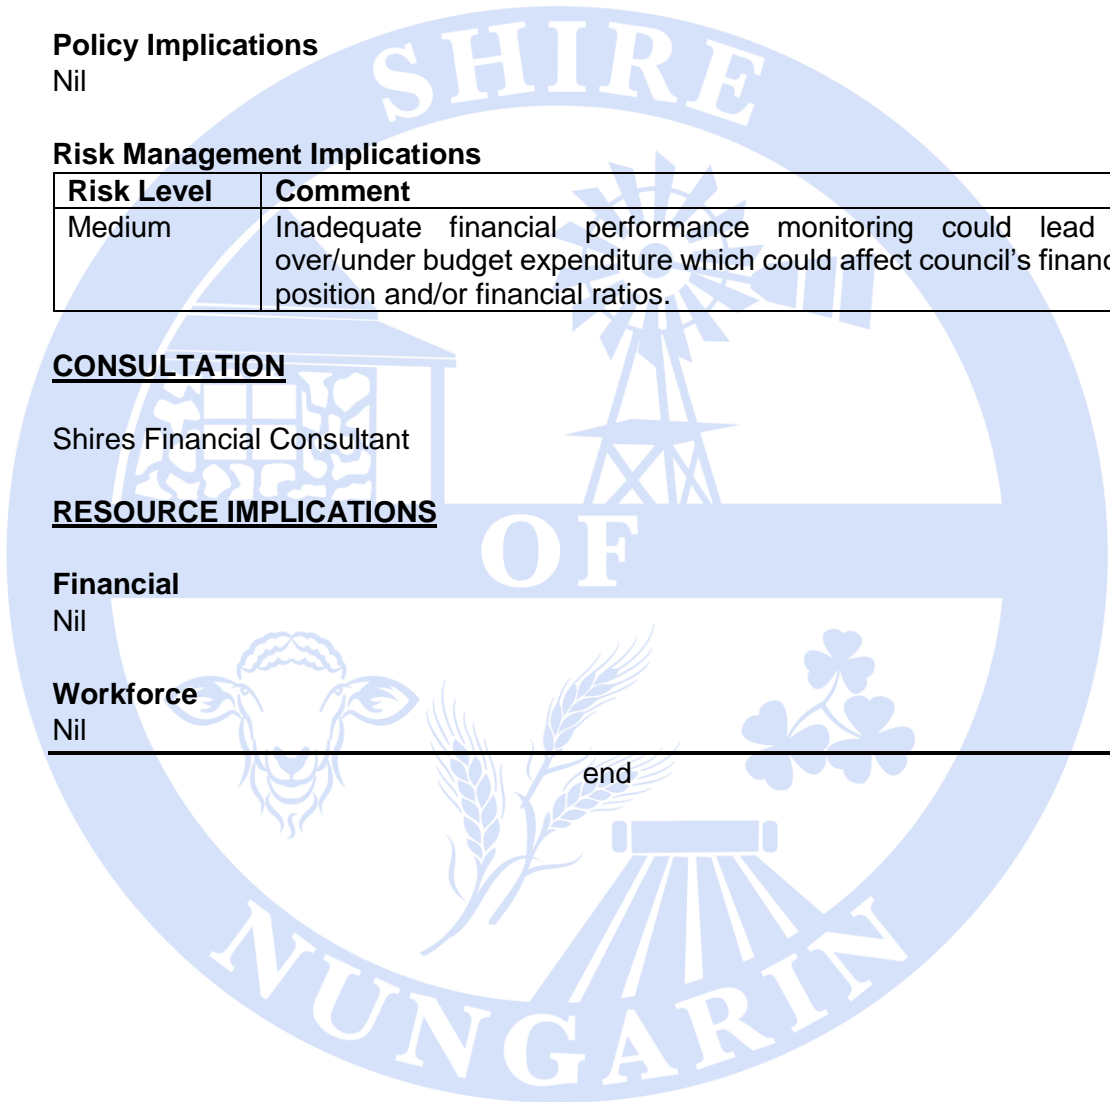 SHIRE
Policy Implications
Nil
Risk Management Implications
Risk Level Comment
Medium Inadequate financial performance monitoring could lead
over/under budget expenditure which could affect council's
position and/or financial ratios.
CONSULTATION
Shires Financial Consultant
RESOURCE IMPLICATIONS
OF
Financial
Nil
Workforce
Nil
end
NUNGARIN